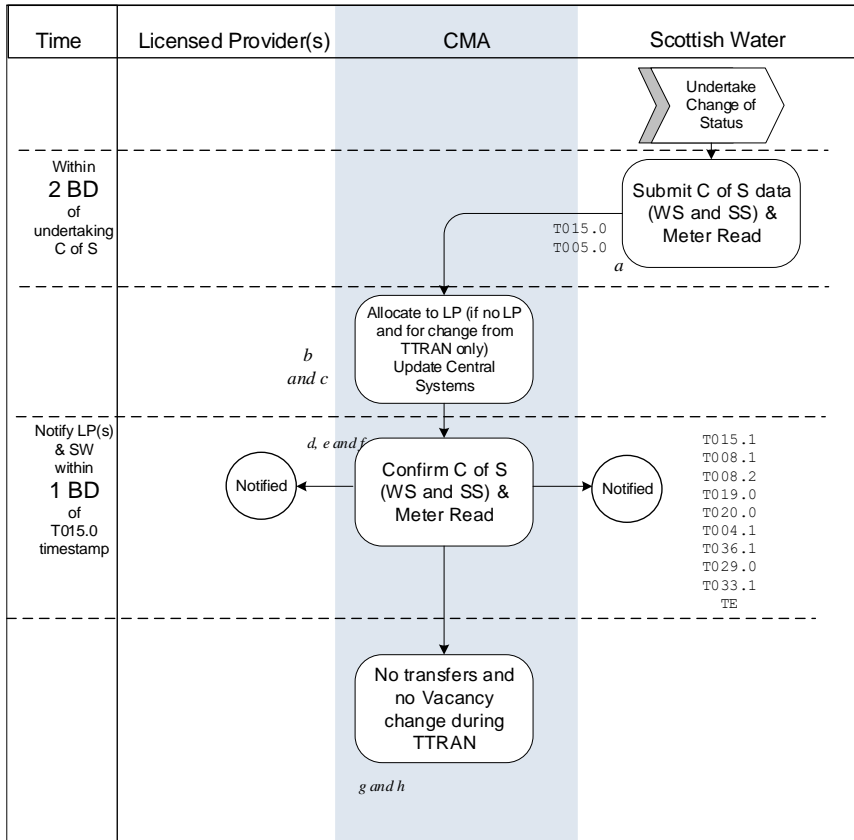 Time
Licensed Provider(s)
CMA
Scottish Water
Undertake
Change of
Status
Within
2 BD
of
undertaking
C of S
Submit C of S data
(WS and SS) &
Meter Read
T015.0
T005.0
a
Allocate to LP (if no LP
and for change from
TTRAN only)
Update Central
Systems
b
and c
Notify LP(s)
& SW
within
1 BD
of
T015.0
timestamp
d, e and f
Notified
Confirm C of S
(WS and SS) &
Meter Read
Notified
T015.1
T008.1
T008.2
T019.0
T020.0
T004.1
T036.1
T029.0
T033.1
TE
No transfers and
no Vacancy
change during
TTRAN
g and h